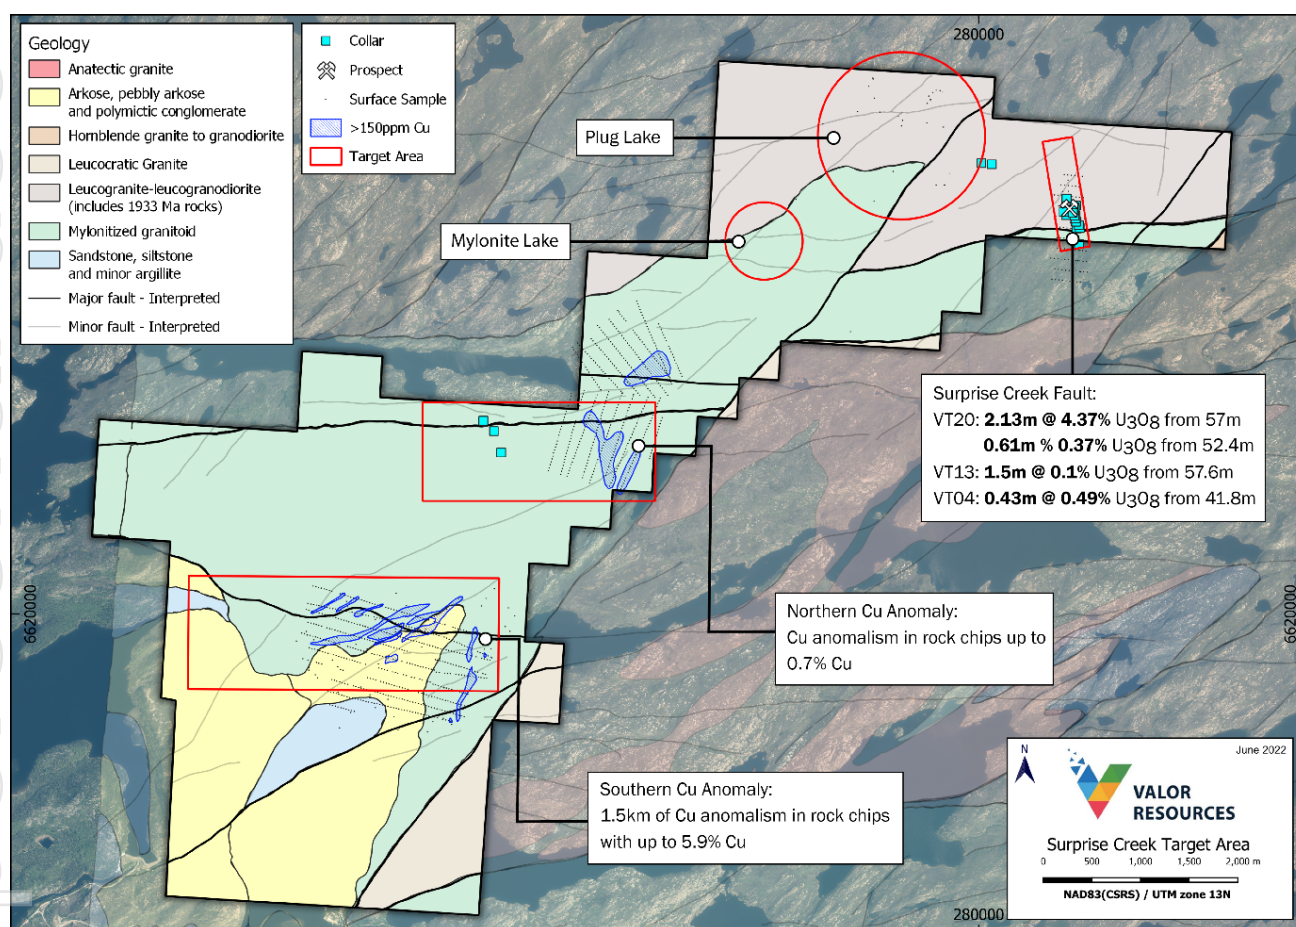 280000
Geology
Anatectic granite
Arkose, pebbly arkose
and polymictic conglomerate
Hornblende granite to granodiorite
Leucocratic Granite
Leucogranite-leucogranodiorite
(includes 1933 Ma rocks)
Mylonitized granitoid
Sandstone, siltstone
and minor argillite
Major fault - Interpreted
Minor fault - Interpreted
Collar
Prospect
Surface Sample
>150ppm Cu
Target Area
Plug Lake
Mylonite Lake
Surprise Creek Fault:
VT20: 2.13m @ 4.37% U3O8 from 57m
0.61m % 0.37% U3O8 from 52.4m
VT13: 1.5m @ 0.1% U3O8 from 57.6m
VT04: 0.43m @ 0.49% U3O8 from 41.8m
6620000
6620000
Northern Cu Anomaly:
Cu anomalism in rock chips up to
0.7% Cu
Southern Cu Anomaly:
1.5km of Cu anomalism in rock chips
with up to 5.9% Cu
N
June 2022
VALOR
RESOURCES
Surprise Creek Target Area
0 500 1,000 1,500 2,000 m
NAD83(CSRS) / UTM zone 13N
280000